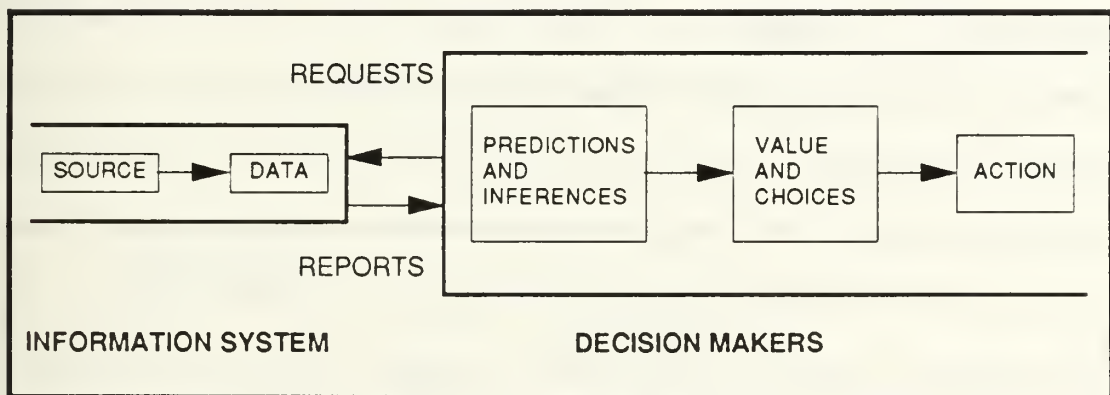 REQUESTS
SOURCE
DATA
REPORTS
INFORMATION SYSTEM
PREDICTIONS
AND
INFERENCES
VALUE
AND
CHOICES
ACTION
DECISION MAKERS